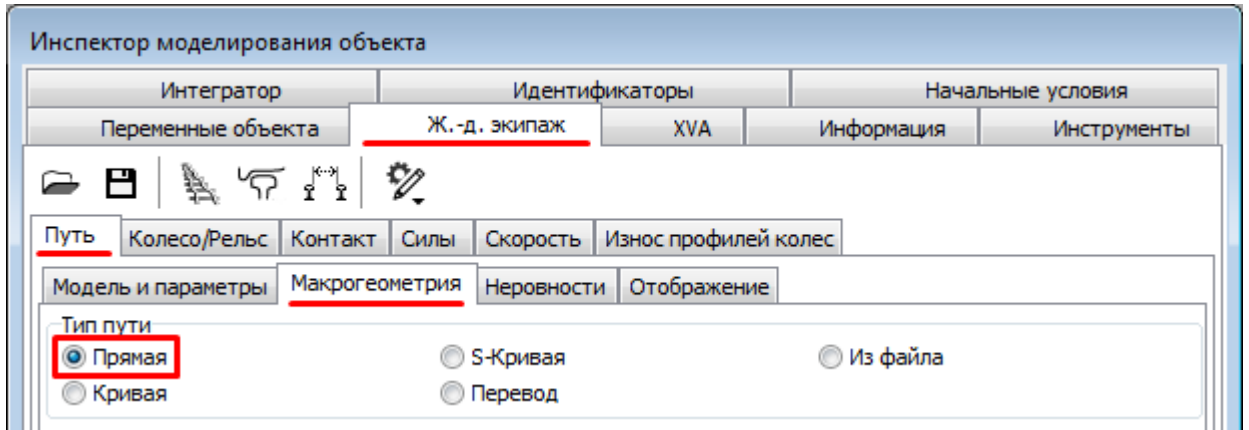 Инспектор моделирования объекта
Интегратор Идентификаторы Начальные условия
Переменные объекта Ж.-д. экипаж XVA Информация Инструменты
Путь Колесо/Рельс Контакт Силы Скорость Износ профилей колес
Модель и параметры Макрогеометрия Неровности Отображение
Тип пути
Прямая S-Кривая Из файла
Кривая Перевод